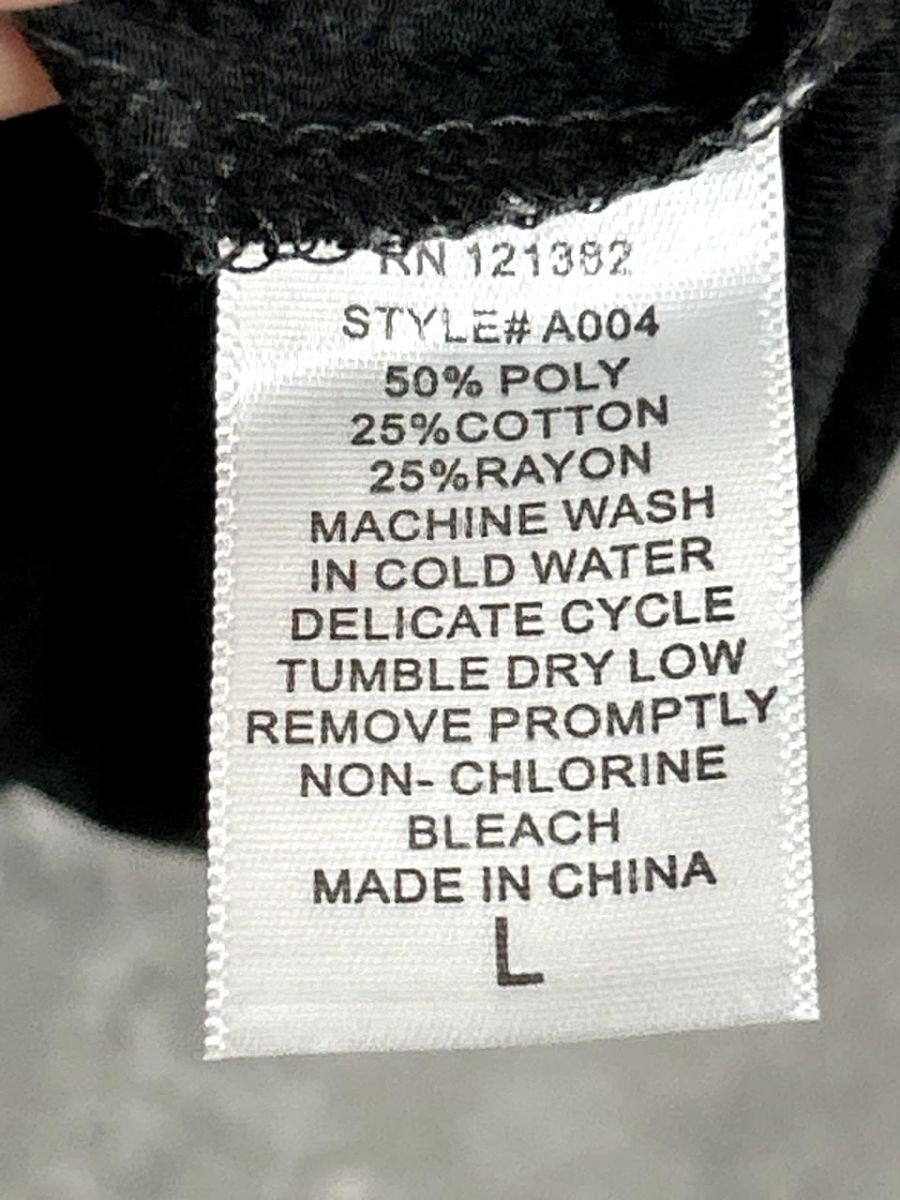 RN 121382
STYLE# A004
50% POLY
25%COTTON
25%RAYON
MACHINE WASH
IN COLD WATER
DELICATE CYCLE
TUMBLE DRY LOW
REMOVE PROMPTLY
NON- CHLORINE
BLEACH
MADE IN CHINA
L